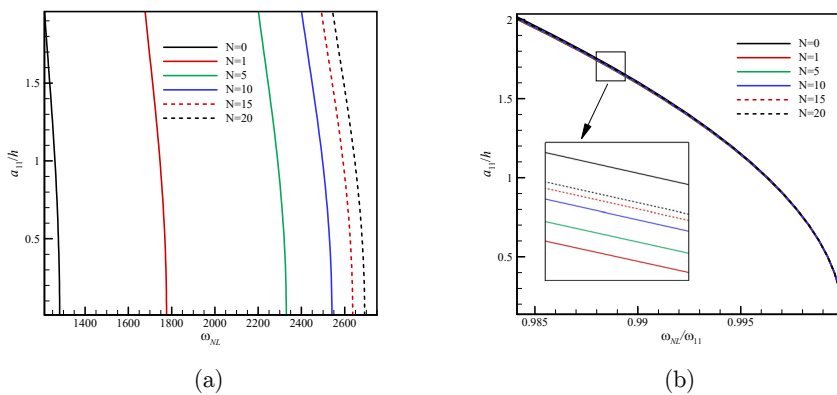 N=0
N=1
N=5
N=10
N=15
N=20
1.5
1
0.5
a11/h
1400 1600 1800 2000 2200 2400 2600
ωNL
(a)
2
1.5
1
0.5
a11/h
N=0
N=1
N=5
N=10
N=15
N=20
0.985 0.99 0.995
ωNL/ω11
(b)